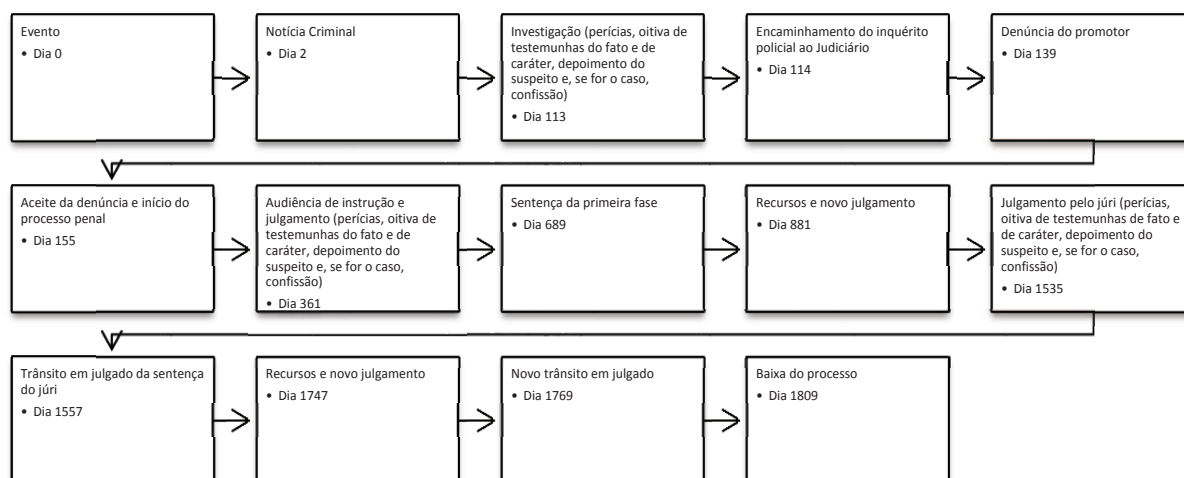 Evento
• Dia 0
Notícia Criminal
• Dia 2
Investigação (perícias, oitiva de
testemunhas do fato e de
caráter, depoimento do
suspeito e, se for o caso,
confissão)
• Dia 113
Encaminhamento do inquérito
policial ao Judiciário
• Dia 114
Denúncia do promotor
• Dia 139
Aceite da denúncia e início do
processo penal
• Dia 155
Audiência de instrução e
julgamento (perícias, oitiva de
testemunhas do fato e de
caráter, depoimento do
suspeito e, se for o caso,
confissão)
• Dia 361
Sentença da primeira fase
• Dia 689
Recursos e novo julgamento
• Dia 881
Julgamento pelo júri (perícias,
oitiva de testemunhas de fato e
de caráter, depoimento do
suspeito e, se for o caso,
confissão)
• Dia 1535
Trânsito em julgado da sentença
do júri
• Dia 1557
Recursos e novo julgamento
• Dia 1747
Novo trânsito em julgado
• Dia 1769
Baixa do processo
• Dia 1809